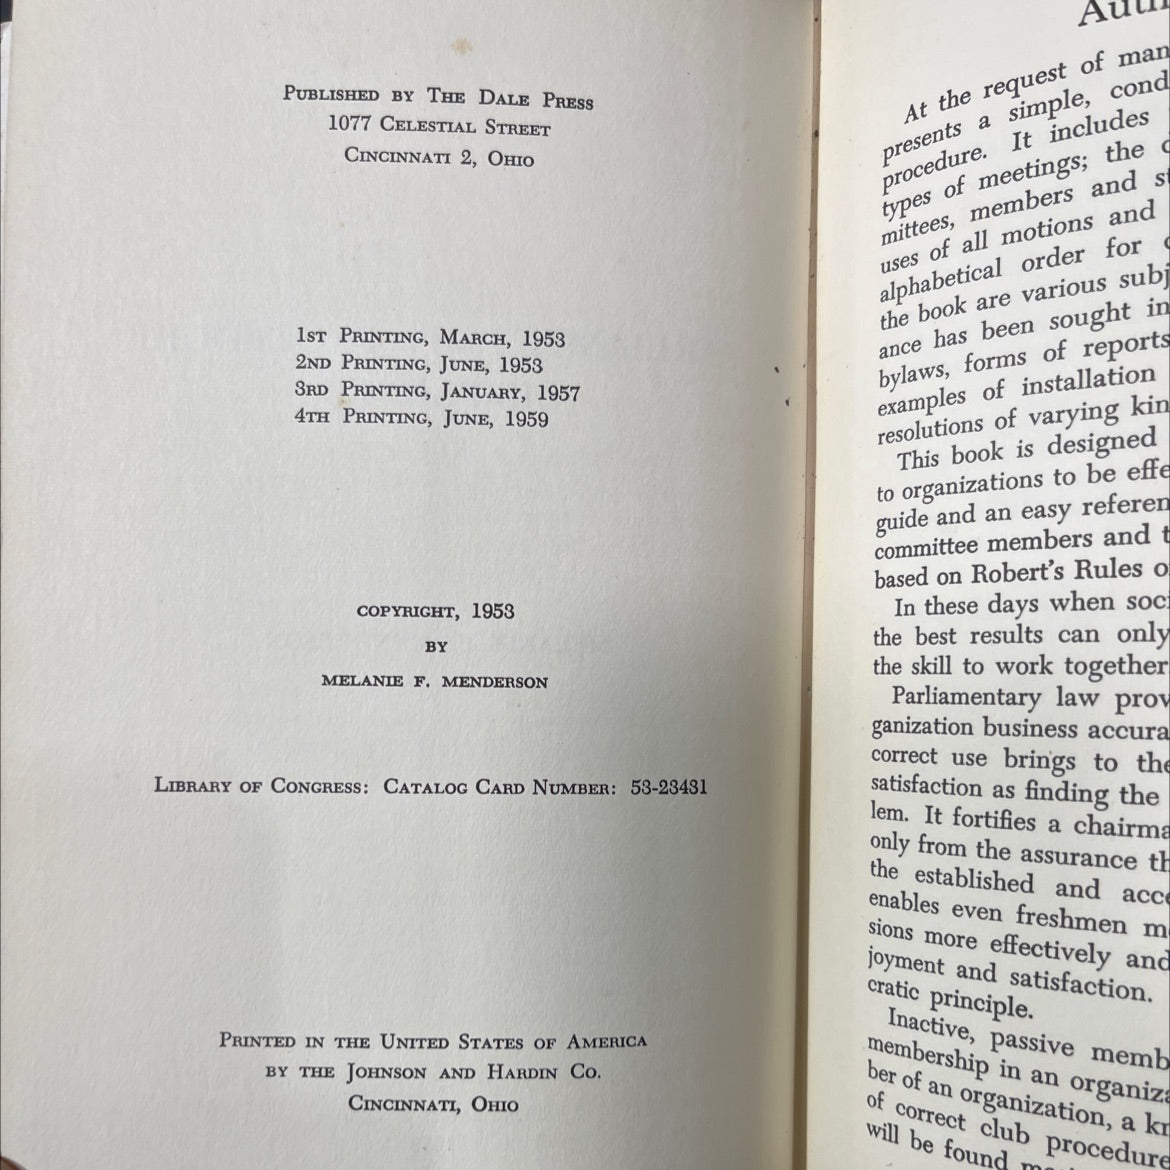 Published by The Dale Press
1077 Celestial Street
Cincinnati 2, Ohio
1st Printing, March, 1953
2nd Printing, June, 1953
3rd Printing, January, 1957
4th Printing, June, 1959
COPYRIGHT, 1953
BY
MELANIE F. MENDERSON
Library of Congress: Catalog Card Number: 53-23431
Printed in the United States of America
by the Johnson and Hardin Co.
Cincinnati, Ohio
At the request of
presents a simple,
procedure. It includes
types of meetings; the
mittees, members and
uses of all motions and
alphabetical order for
the book are various
ance has been sought in
bylaws, forms of reports
examples of installation
resolutions of varying
This book is designed
to organizations to be
guide and an easy
committee members and
based on Robert's Rules
In these days when
the best results can only
the skill to work together
Parliamentary law
ganization business
correct use brings to
satisfaction as finding the
lem. It fortifies a
only from the assurance
the established and
enables even freshmen
sions more effectively and
joyment and satisfaction.
cratic principle.
Inactive, passive
membership in an
ber of an organization, a
of correct club procedure
will be found